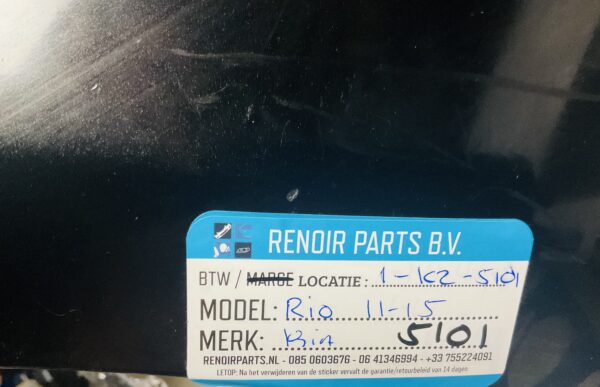 RENOIR PARTS B.V.
BTW / MARGE LOCATIE : 1-K2-5101
MODEL: Rio 11-15
MERK: Kia 5101
RENOIRPARTS.NL - 085 0603676 - 06 41346994 - +33 755224091
LETOP: Na het verwijderen van de sticker vervalt de garantie/retourbeleid van 14 dagen